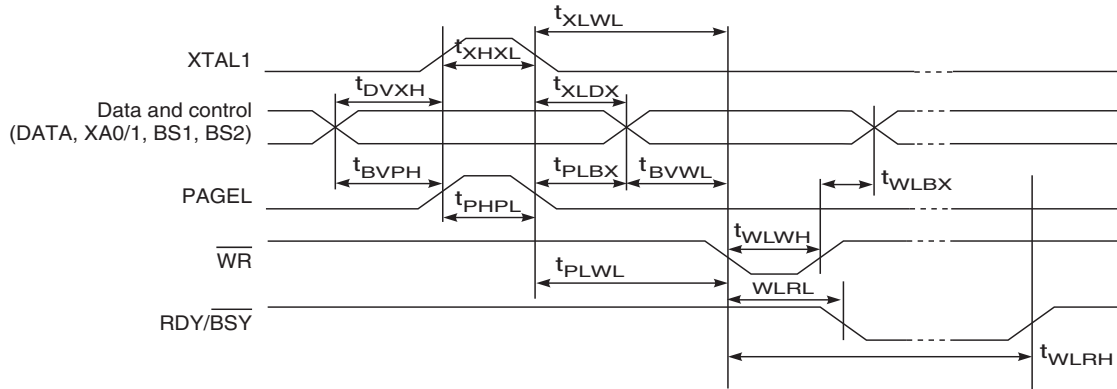 tXLWL
XTAL1
tXHXL
tDVXH
tXLDX
Data and control
(DATA, XA0/1, BS1, BS2)
tBVPH
tPLBX
tBVWL
tWLBX
PAGEL
tPHPL
tWLWH
WR
tPLWL
WLRL
RDY/BSY
tWLRH